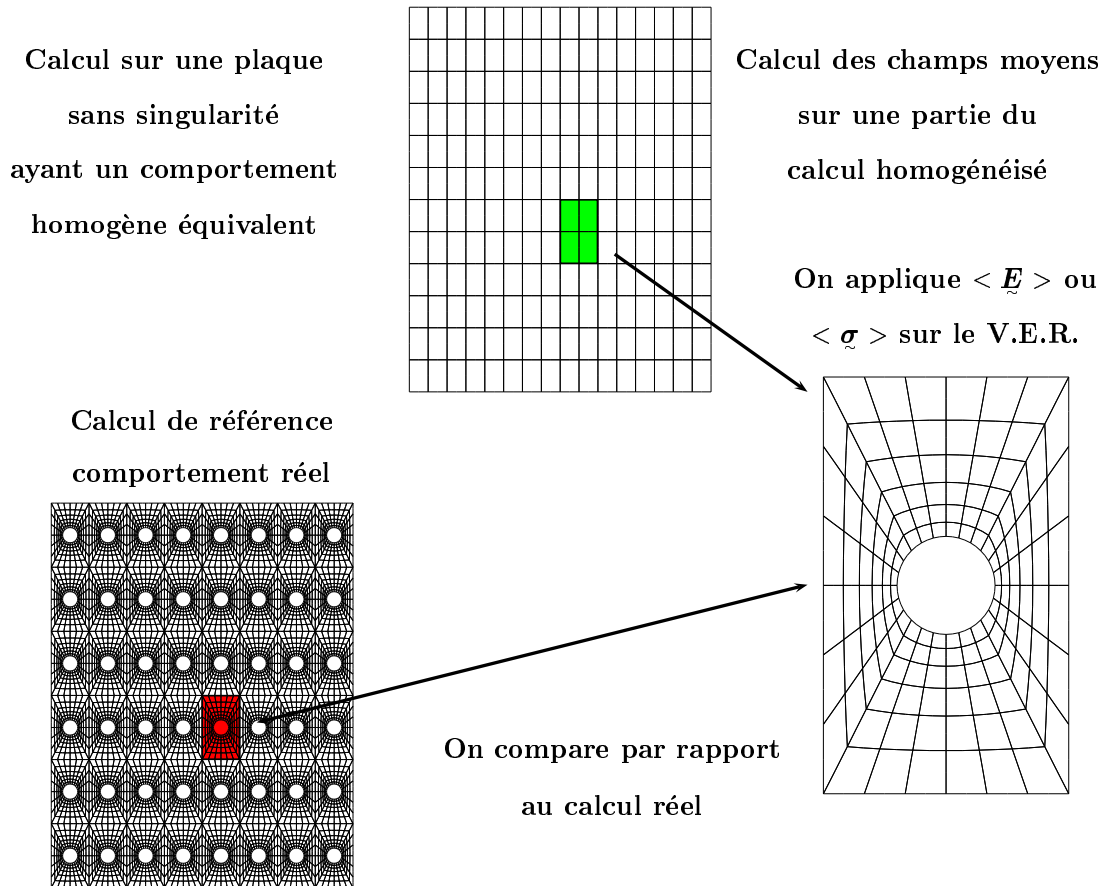 Calcul sur une plaque
sans singularité
ayant un comportement
homogène équivalent
Calcul des champs moyens
sur une partie du
calcul homogénéisé
On applique < Ḛ > ou
< σ̰ > sur le V.E.R.
Calcul de référence
comportement réel
On compare par rapport
au calcul réel